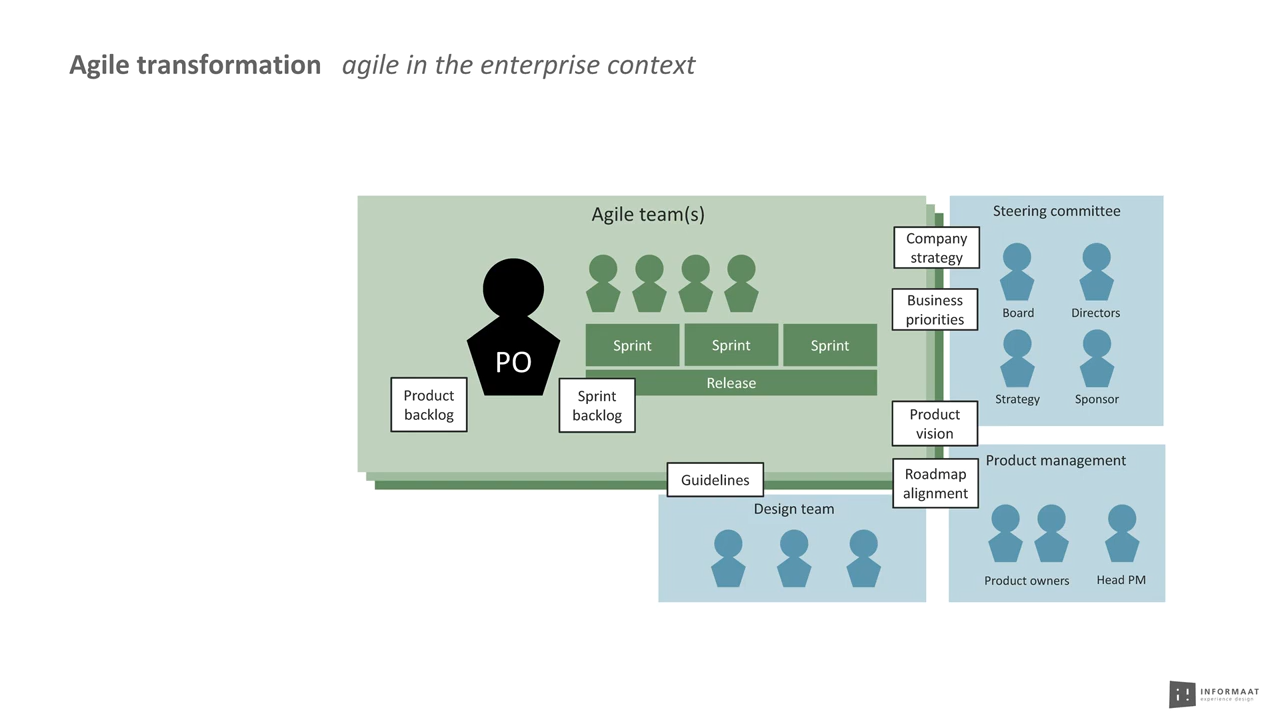 Agile transformation agile in the enterprise context
Agile team(s)
PO
Product
backlog
Sprint
backlog
Sprint
Sprint
Sprint
Release
Guidelines
Company
strategy
Business
priorities
Product
vision
Roadmap
alignment
Steering committee
Board
Directors
Strategy
Sponsor
Design team
Product management
Product owners
Head PM
i!
INFORMAAT
experience design